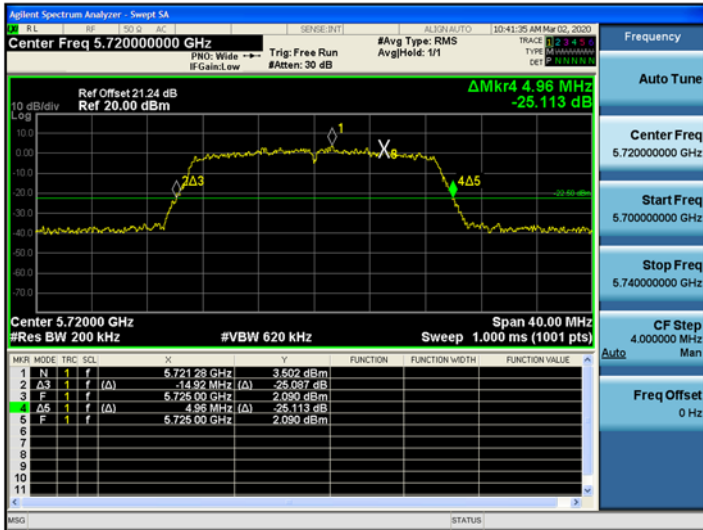 Agilent Spectrum Analyzer - Swept SA
RL RF 50 Ω AC SENSE:INT ALIGN AUTO 10:41:35 AM Mar 02, 2020
Center Freq 5.720000000 GHz
PNO: Wide
IFGain:Low
Trig: Free Run
#Atten: 30 dB
#Avg Type: RMS
Avg|Hold: 1/1
TRACE 1 2 3 4 5 6
TYPE M
DET P N N N N N
Frequency
Auto Tune
Center Freq
5.720000000 GHz
Start Freq
5.700000000 GHz
Stop Freq
5.740000000 GHz
CF Step
4.000000 MHz
Auto Man
Freq Offset
0 Hz
Ref Offset 21.24 dB
10 dB/div Ref 20.00 dBm
ΔMkr4 4.96 MHz
-25.113 dB
Log
10.0
0.00
-10.0
-20.0
-30.0
-40.0
-50.0
-60.0
-70.0
1
2Δ3
4Δ5
-22.50 dBm
Center 5.72000 GHz Span 40.00 MHz
#Res BW 200 kHz #VBW 620 kHz Sweep 1.000 ms (1001 pts)
MKR MODE TRC SCL X Y FUNCTION FUNCTION WIDTH FUNCTION VALUE
1 N 1 f 5.721 28 GHz 3.502 dBm
2 Δ3 1 f (Δ) -14.92 MHz (Δ) -25.087 dB
3 F 1 f 5.725 00 GHz 2.090 dBm
4 Δ5 1 f (Δ) 4.96 MHz (Δ) -25.113 dB
5 F 1 f 5.725 00 GHz 2.090 dBm
6
7
8
9
10
11
MSG STATUS